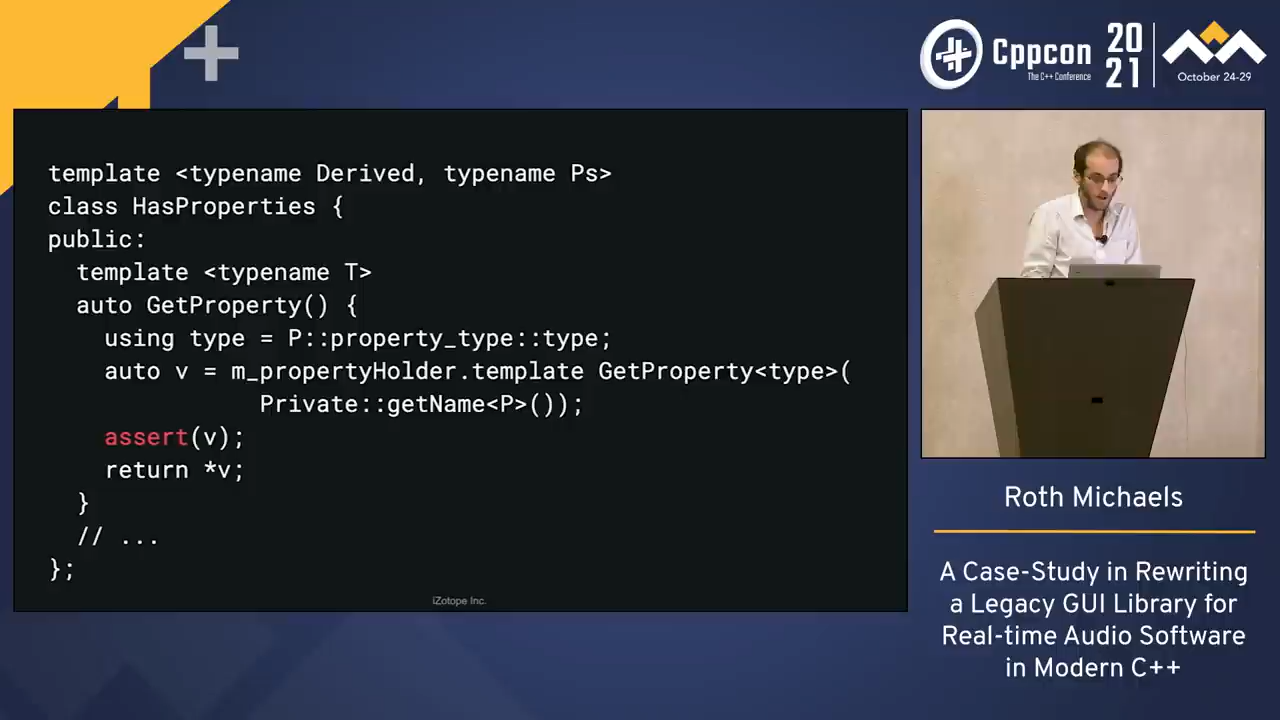 Cppcon
The C++ Conference
20
21
October 24-29
template <typename Derived, typename Ps>
class HasProperties {
public:
  template <typename T>
  auto GetProperty() {
    using type = P::property_type::type;
    auto v = m_propertyHolder.template GetProperty<type>(
               Private::getName<P>());
    assert(v);
    return *v;
  }
  // ...
};
iZotope Inc.
Roth Michaels
A Case-Study in Rewriting
a Legacy GUI Library for
Real-time Audio Software
in Modern C++